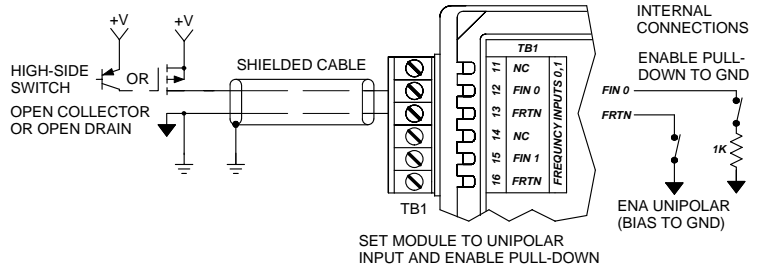 +V
+V
HIGH-SIDE
SWITCH
OR
OPEN COLLECTOR
OR OPEN DRAIN
SHIELDED CABLE
TB1
TB1
11 NC
12 FIN 0
13 FRTN
14 NC
15 FIN 1
16 FRTN
FREQUNCY INPUTS 0,1
INTERNAL
CONNECTIONS
ENABLE PULL-
DOWN TO GND
FIN 0
FRTN
1K
ENA UNIPOLAR
(BIAS TO GND)
SET MODULE TO UNIPOLAR
INPUT AND ENABLE PULL-DOWN